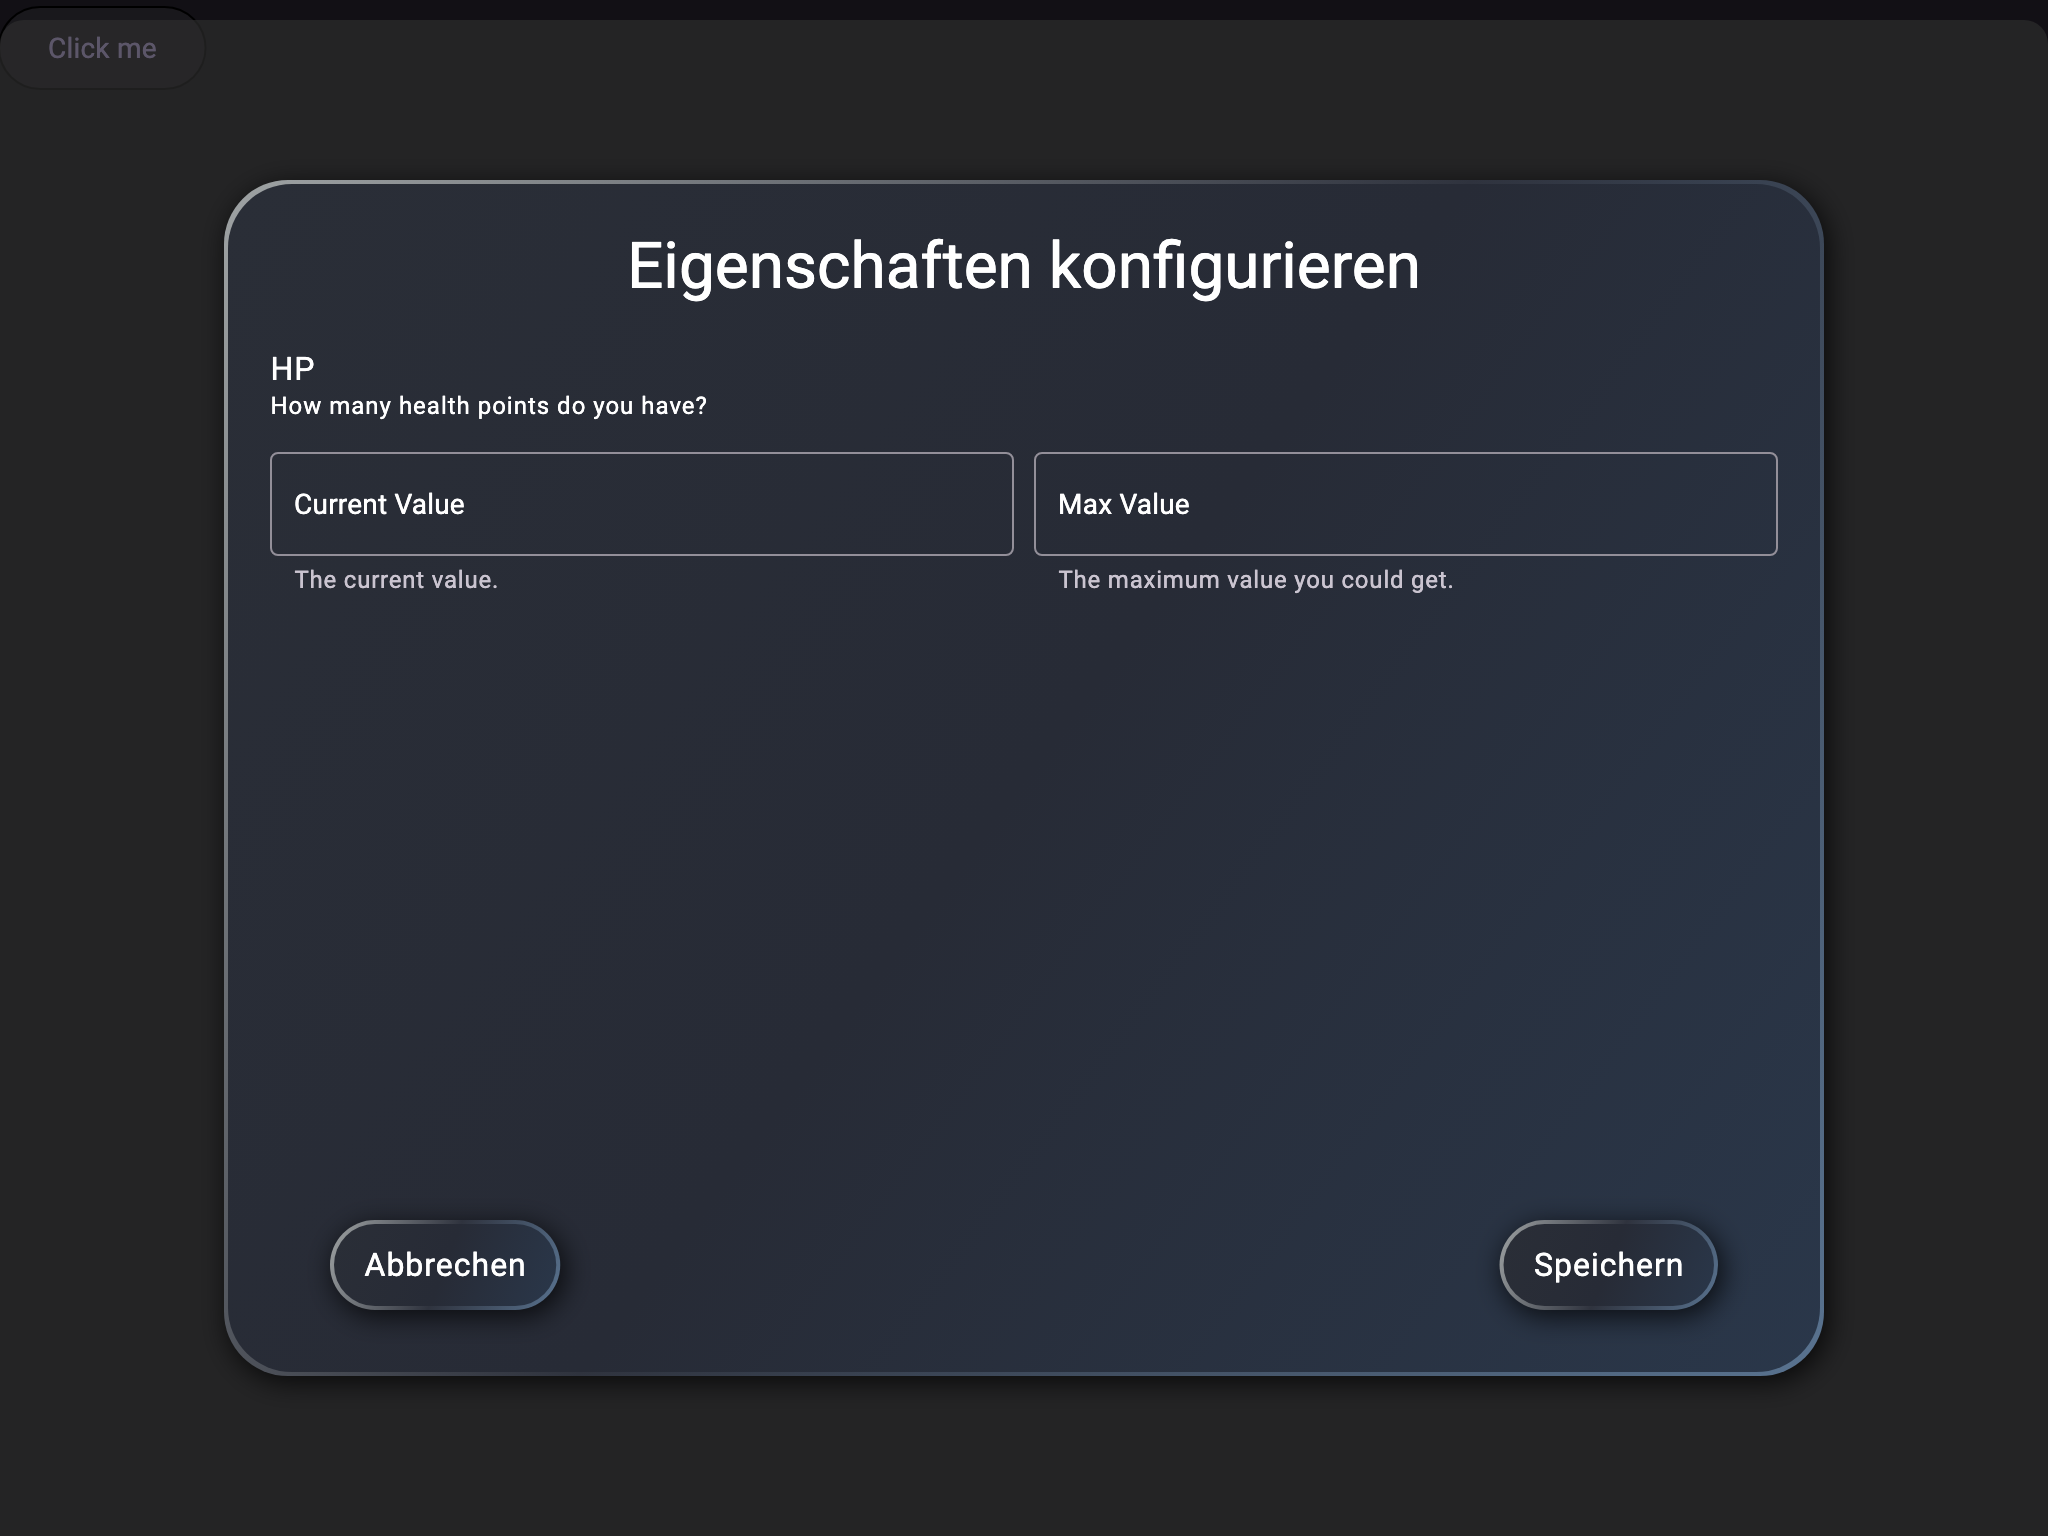 Click me
Eigenschaften konfigurieren
HP
How many health points do you have?
Current Value
Max Value
The current value.
The maximum value you could get.
Abbrechen
Speichern